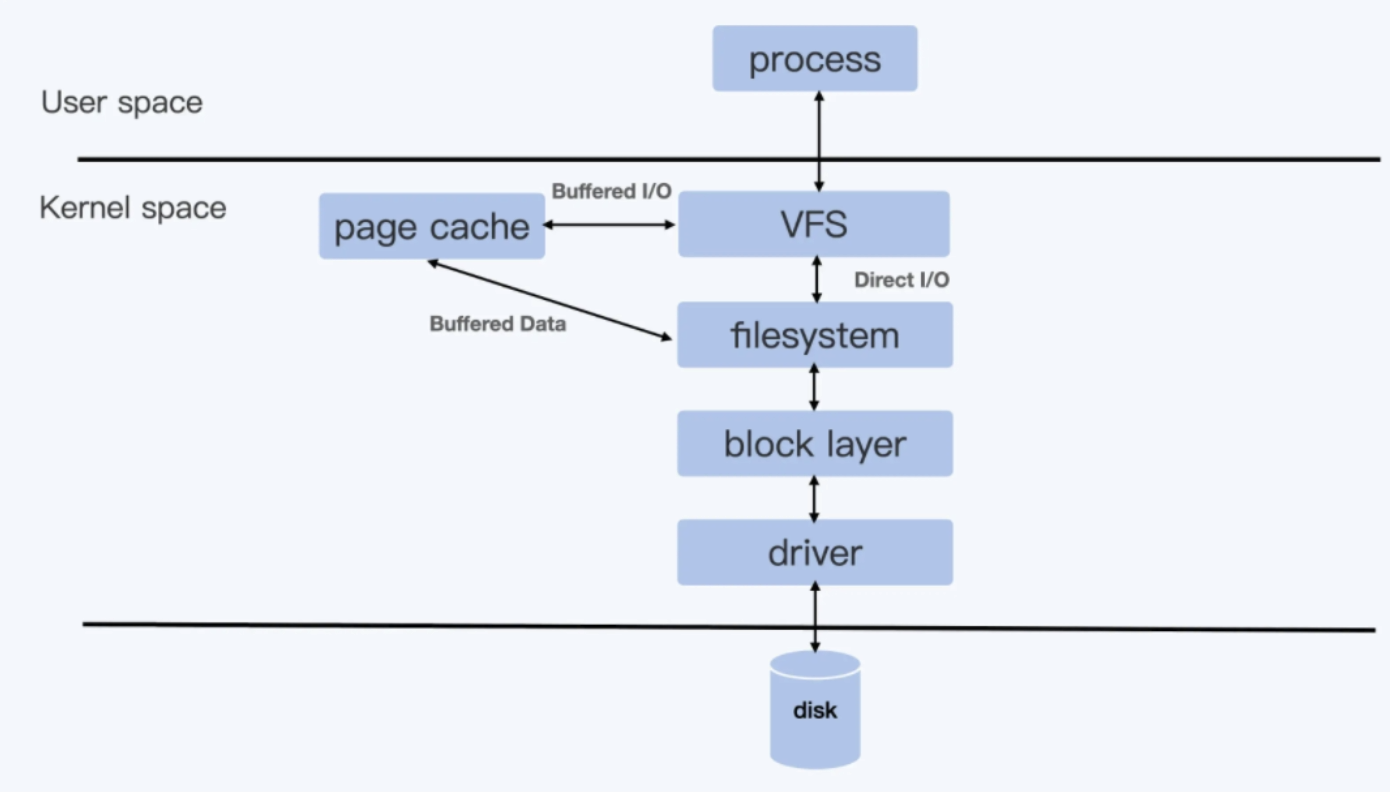 process
User space
Buffered I/O
Kernel space
page cache
VFS
Direct I/O
Buffered Data
filesystem
block layer
driver
disk